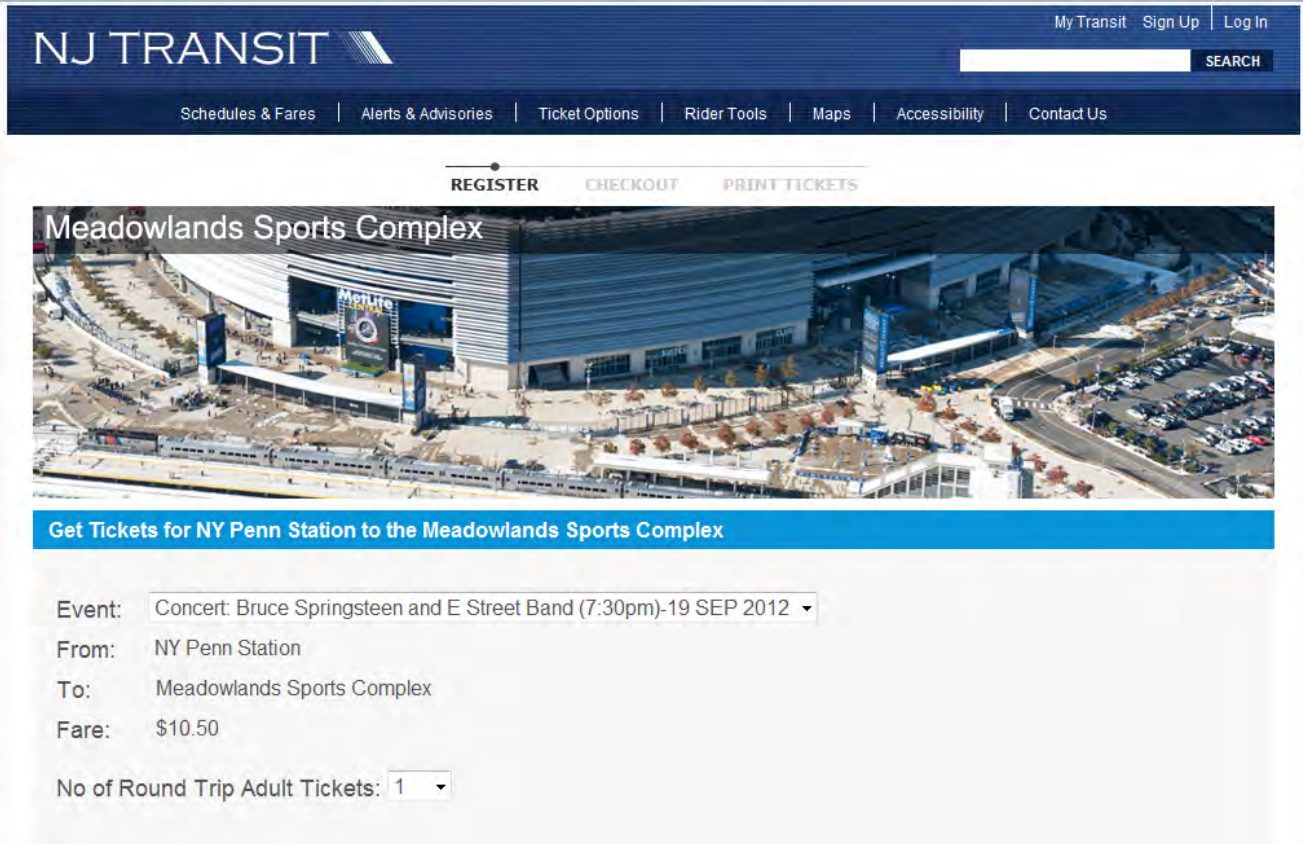 My Transit Sign Up Log In
NJ TRANSIT
SEARCH
Schedules & Fares Alerts & Advisories Ticket Options Rider Tools Maps Accessibility Contact Us
REGISTER CHECKOUT PRINT TICKETS
Meadowlands Sports Complex
MetLife
CENTRAL
Get Tickets for NY Penn Station to the Meadowlands Sports Complex
Event: Concert: Bruce Springsteen and E Street Band (7:30pm)-19 SEP 2012
From: NY Penn Station
To: Meadowlands Sports Complex
Fare: $10.50
No of Round Trip Adult Tickets: 1